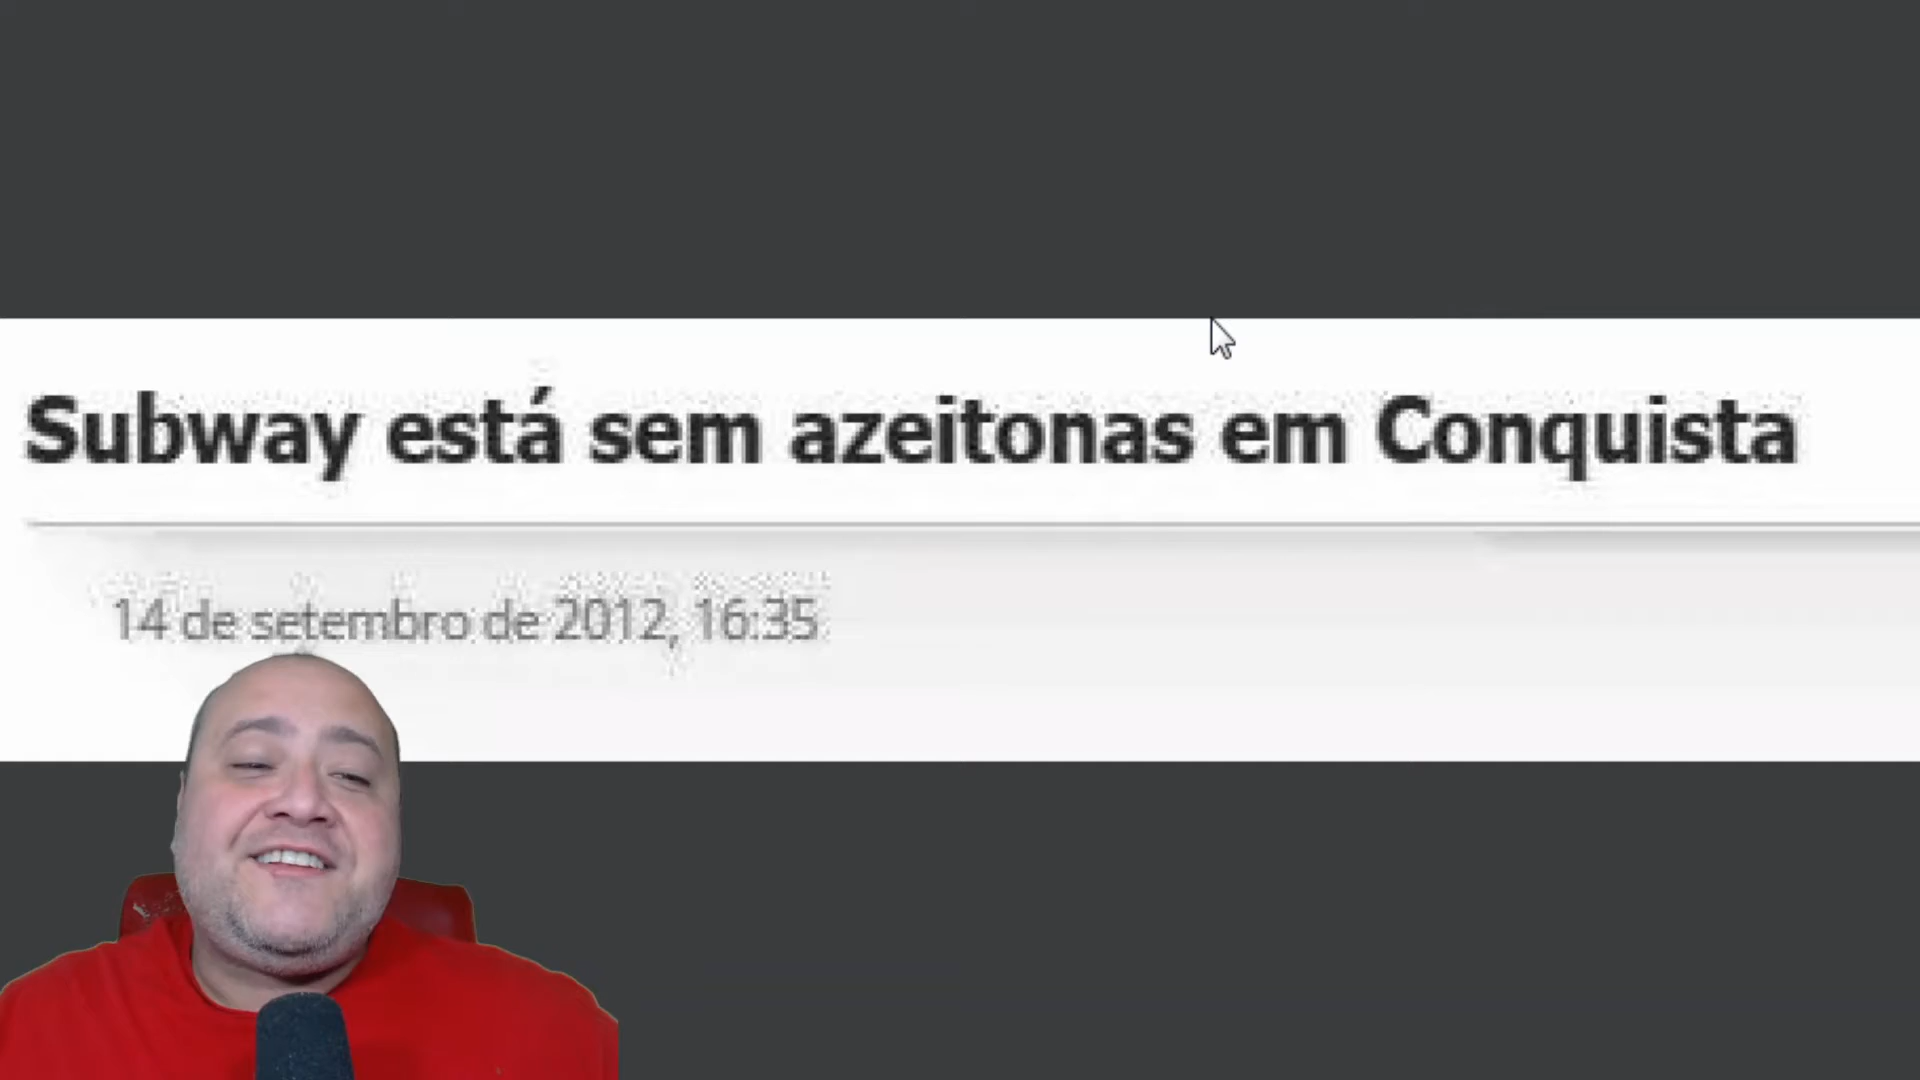 Subway está sem azeitonas em Conquista
14 de setembro de 2012, 16:35